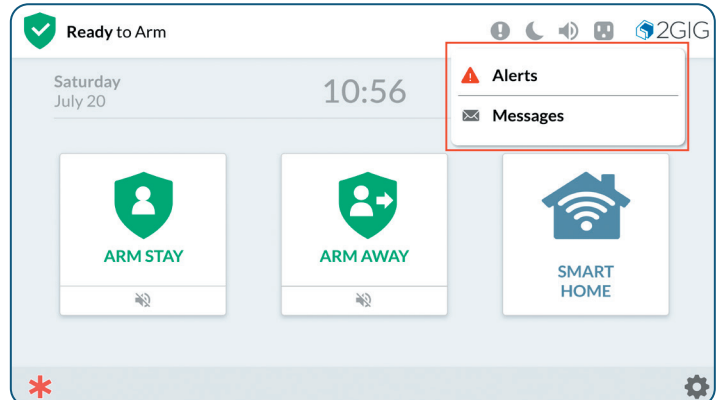 Ready to Arm
2GIG
Alerts
Messages
Saturday
July 20
10:56
ARM STAY
ARM AWAY
SMART
HOME